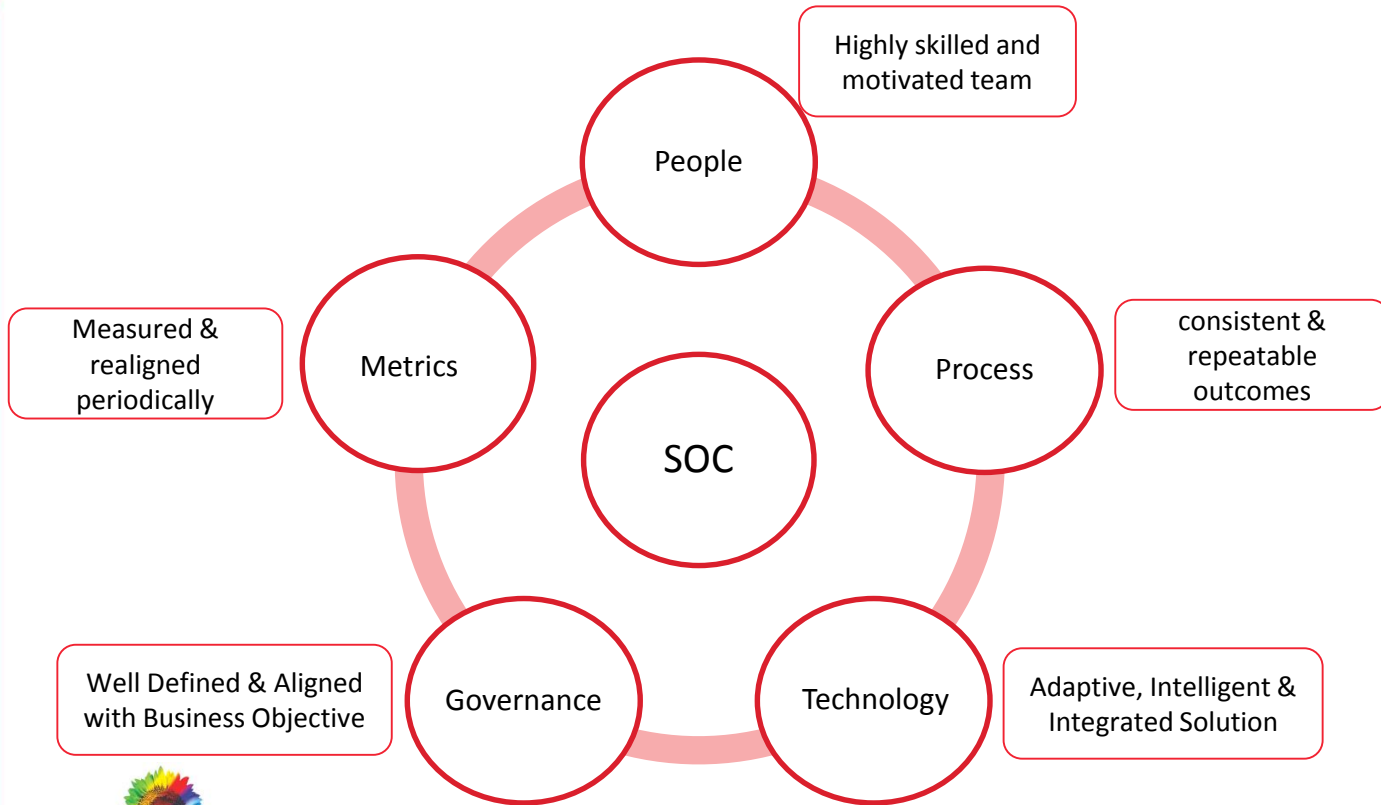 Highly skilled and
motivated team
People
Measured &
realigned
periodically
Metrics
Process
consistent &
repeatable
outcomes
SOC
Well Defined & Aligned
with Business Objective
Governance
Technology
Adaptive, Intelligent &
Integrated Solution